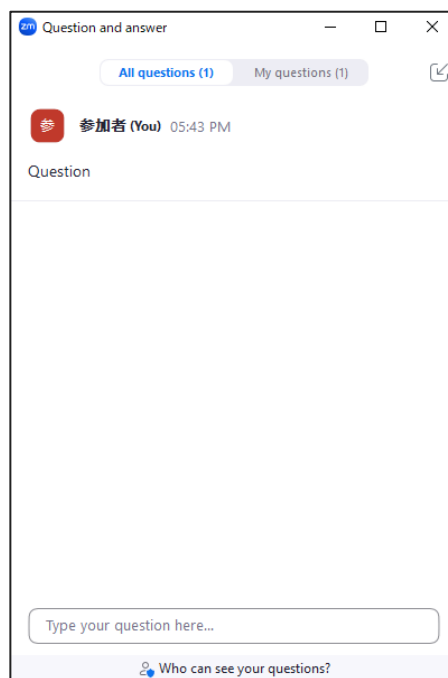 zm Question and answer
All questions (1) My questions (1)
参 参加者 (You) 05:43 PM
Question
Type your question here...
Who can see your questions?